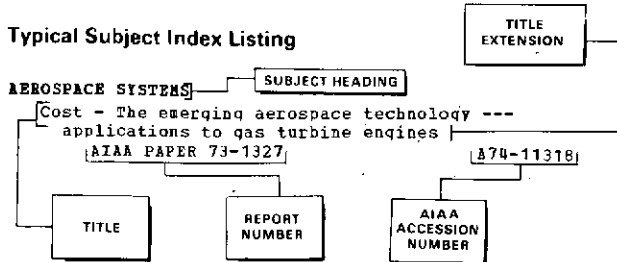 Typical Subject Index Listing
TITLE
EXTENSION
AEROSPACE SYSTEMS
SUBJECT HEADING
Cost - The emerging aerospace technology ---
applications to gas turbine engines
AIAA PAPER 73-1327
A74-11318
TITLE
REPORT
NUMBER
AIAA
ACCESSION
NUMBER